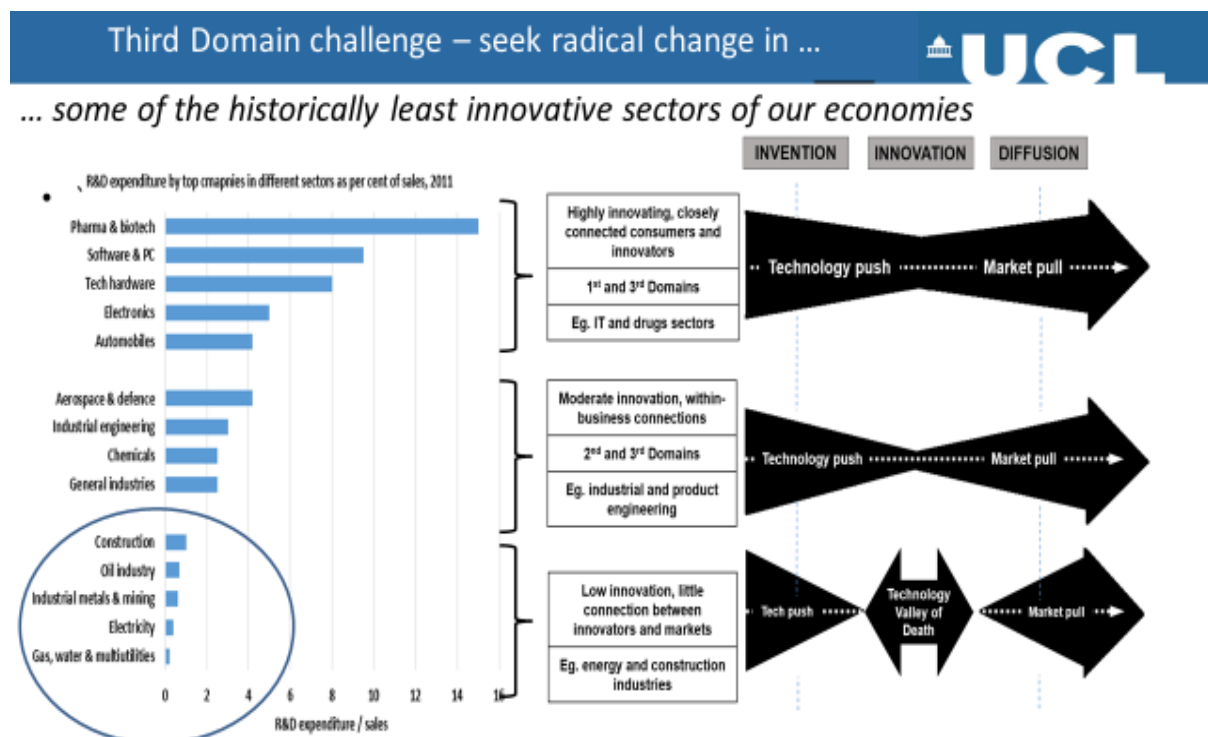 Third Domain challenge – seek radical change in ...
UCL
... some of the historically least innovative sectors of our economies
INVENTION
INNOVATION
DIFFUSION
• 、R&D expenditure by top cmapnies in different sectors as per cent of sales, 2011
Pharma & biotech
Software & PC
Tech hardware
Electronics
Automobiles
Aerospace & defence
Industrial engineering
Chemicals
General industries
Construction
Oil industry
Industrial metals & mining
Electricity
Gas, water & multiutilities
0 2 4 6 8 10 12 14 16
R&D expenditure / sales
Highly innovating, closely
connected consumers and
innovators
1st and 3rd Domains
Eg. IT and drugs sectors
Technology push
Market pull
Moderate innovation, within-
business connections
2nd and 3rd Domains
Eg. industrial and product
engineering
Technology push
Market pull
Low innovation, little
connection between
innovators and markets
Eg. energy and construction
industries
Tech push
Technology
Valley of
Death
Market pull